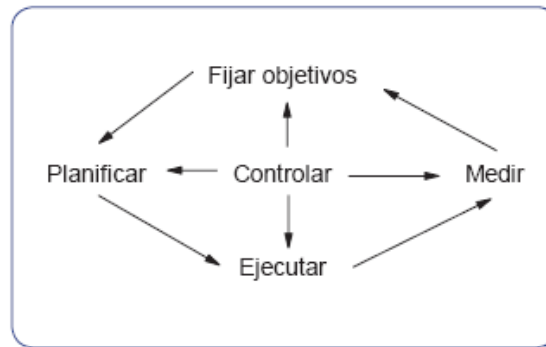 Fijar objetivos
Planificar
Controlar
Medir
Ejecutar